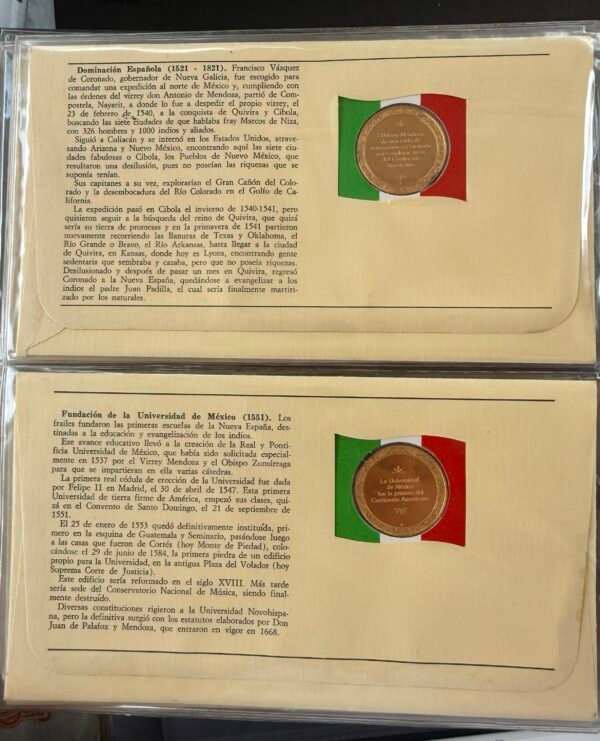 Dominación Española (1521 - 1821). Francisco Vázquez
de Coronado, gobernador de Nueva Galicia, fue escogido para
comandar una expedición al norte de México, y cumpliendo con
las órdenes del virrey don Antonio de Mendoza, partió de Com-
postela, Nayarit, a donde lo fue a despedir el propio virrey, el
23 de febrero de 1540, a la conquista de Quivira y Cibola,
buscando las siete ciudades de que hablaba fray Marcos de Niza,
con 326 hombres y 1000 indios y aliados.
Siguió a Culiacán y se internó en los Estados Unidos, atrave-
sando Arizona y Nuevo México, encontrando aquí las siete ciu-
dades fabulosas o Cibola, los Pueblos de Nuevo México, que
resultaron una desilusión, pues no poseían las riquezas que se
suponía tenían.
Sus capitanes a su vez, exploraron el Gran Cañón del Colo-
rado y la desembocadura del Río Colorado en el Golfo de Ca-
lifornia.
La expedición pasó en Cibola el invierno de 1540-1541, pero
quisieron seguir a la búsqueda del reino de Quivira, que quizá
sería su tierra de promesas y en la primavera de 1541 partieron
nuevamente recorriendo las llanuras de Texas y Oklahoma, el
Río Grande o Bravo, el Río Arkansas, hasta llegar a la ciudad
de Quivira, en Kansas, donde hoy es Lyons, encontrando gente
sedentaria que sembraba y cazaba, pero que no poseía riquezas.
Desilusionado y después de pasar un mes en Quivira, regresó
Coronado a la Nueva España, quedándose a evangelizar a los
indios el padre Juan Padilla, el cual sería finalmente martiri-
zado por los naturales.
El Virrey Mendoza
para explorar
del Continente
Americano.
Fundación de la Universidad de México (1551). Los
frailes fundaron las primeras escuelas de la Nueva España, des-
tinadas a la educación y evangelización de los indios.
Ese avance educativo llevó a la creación de la Real y Ponti-
ficia Universidad de México, que había sido solicitada especial-
mente en 1537 por el Virrey Mendoza y el Obispo Zumárraga
para que se impartieran en ella varias cátedras.
La primera real cédula de erección de la Universidad fue dada
por Felipe II en Madrid, el 30 de abril de 1547. Esta primera
Universidad de tierra firme de América, empezó sus clases, qui-
zá en el Convento de Santo Domingo, el 21 de septiembre de
1551.
El 25 de enero de 1553 quedó definitivamente instituída, pri-
mero en la esquina de Guatemala y Seminario, pasándose luego
a las casas que fueron de Cortés (hoy Monte de Piedad), colo-
cándose el 29 de junio de 1584, la primera piedra de un edificio
propio para la Universidad, en la antigua Plaza del Volador (hoy
Suprema Corte de Justicia).
Este edificio sería reformado en el siglo XVIII. Más tarde
sería sede del Conservatorio Nacional de Música, siendo final-
mente destruído.
Diversas constituciones rigieron a la Universidad Novohispa-
na, pero la definitiva surgió con los estatutos elaborados por Don
Juan de Palafox y Mendoza, que entraron en vigor en 1668.
La Universidad
de México
fue la primera del
Continente Americano.